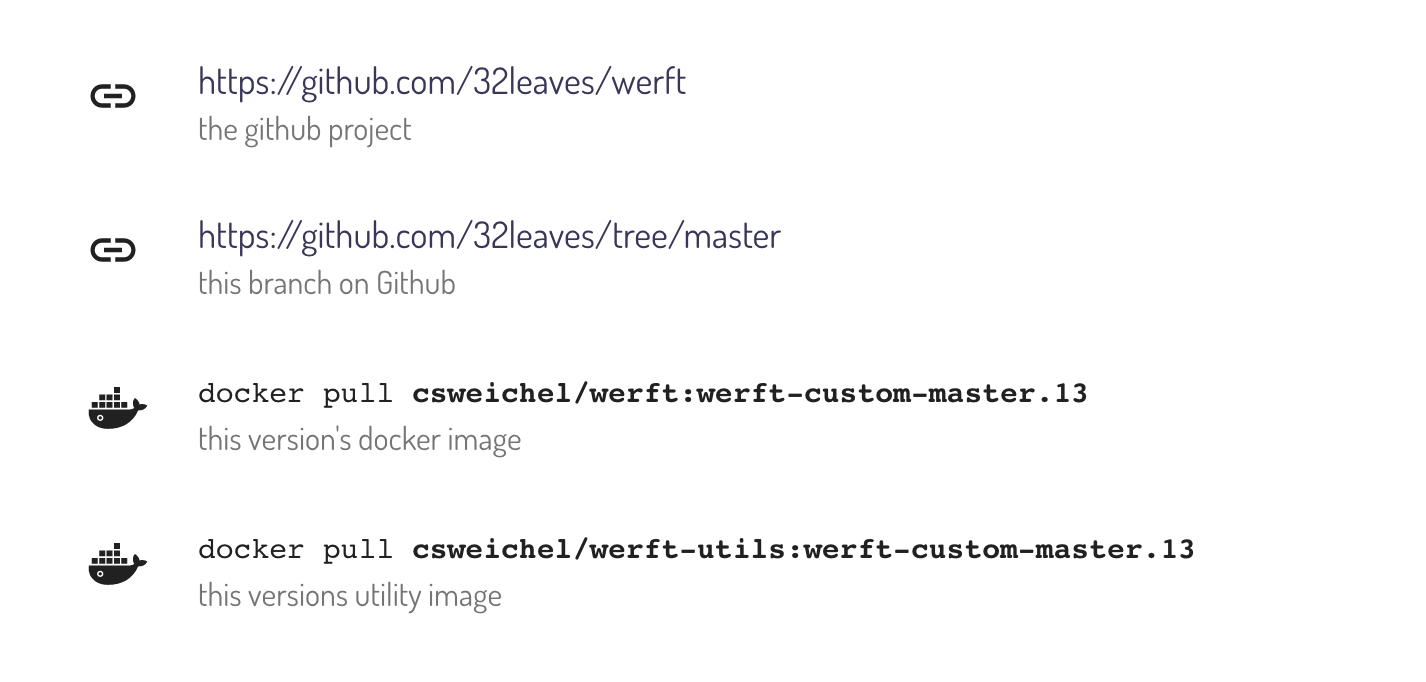 https://github.com/32leaves/werft
the github project
https://github.com/32leaves/tree/master
this branch on Github
docker pull csweichel/werft:werft-custom-master.13
this version's docker image
docker pull csweichel/werft-utils:werft-custom-master.13
this versions utility image